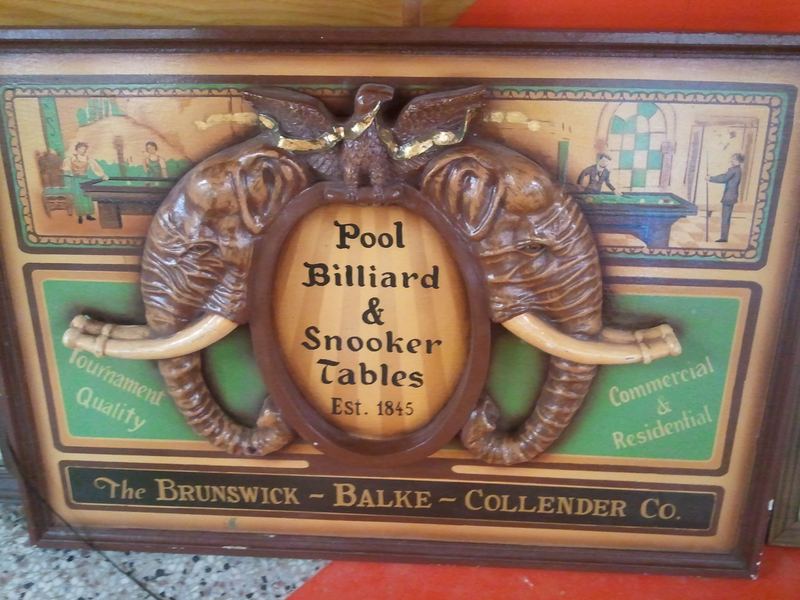 Pool
Billiard
&
Snooker
Tables
Est. 1845
Tournament
Quality
Commercial
&
Residential
The BRUNSWICK ~ BALKE ~ COLLENDER Co.